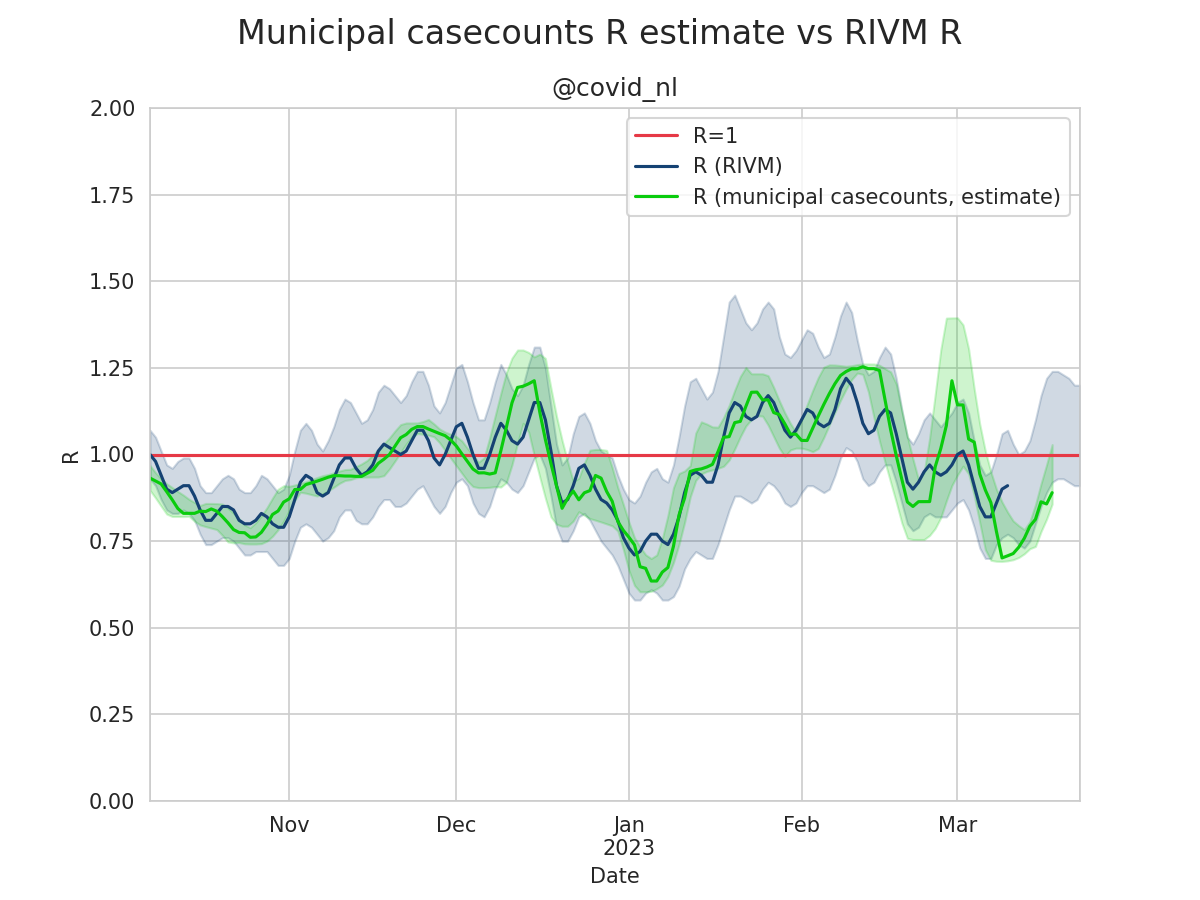 Municipal casecounts R estimate vs RIVM R
@covid_nl
2.00
R=1
R (RIVM)
1.75
R (municipal casecounts, estimate)
1.50
1.25
1.00
R
0.75
0.50
0.25
0.00
Nov Dec Jan Feb Mar
2023
Date